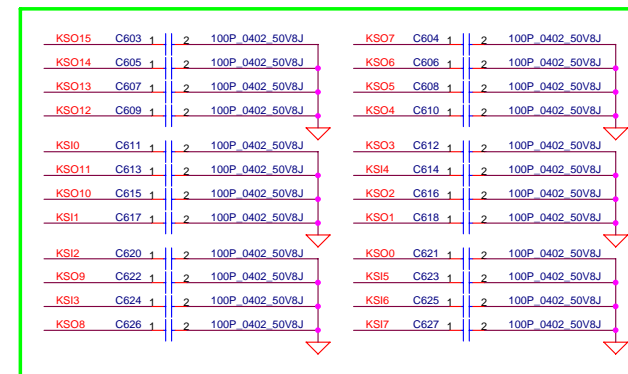 KSO15 C603 1 2 100P_0402_50V8J KSO7 C604 1 2 100P_0402_50V8J
KSO14 C605 1 2 100P_0402_50V8J KSO6 C606 1 2 100P_0402_50V8J
KSO13 C607 1 2 100P_0402_50V8J KSO5 C608 1 2 100P_0402_50V8J
KSO12 C609 1 2 100P_0402_50V8J KSO4 C610 1 2 100P_0402_50V8J
KSI0 C611 1 2 100P_0402_50V8J KSO3 C612 1 2 100P_0402_50V8J
KSO11 C613 1 2 100P_0402_50V8J KSI4 C614 1 2 100P_0402_50V8J
KSO10 C615 1 2 100P_0402_50V8J KSO2 C616 1 2 100P_0402_50V8J
KSI1 C617 1 2 100P_0402_50V8J KSO1 C618 1 2 100P_0402_50V8J
KSI2 C620 1 2 100P_0402_50V8J KSO0 C621 1 2 100P_0402_50V8J
KSO9 C622 1 2 100P_0402_50V8J KSI5 C623 1 2 100P_0402_50V8J
KSI3 C624 1 2 100P_0402_50V8J KSI6 C625 1 2 100P_0402_50V8J
KSO8 C626 1 2 100P_0402_50V8J KSI7 C627 1 2 100P_0402_50V8J